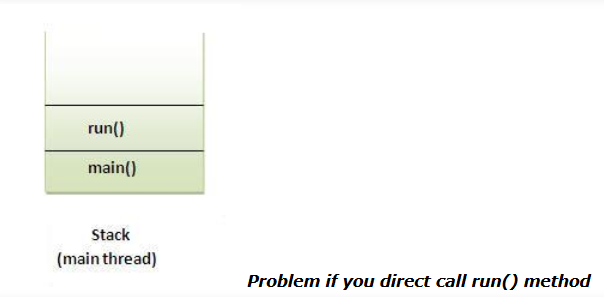 run()
main()
Stack
(main thread)
Problem if you direct call run() method